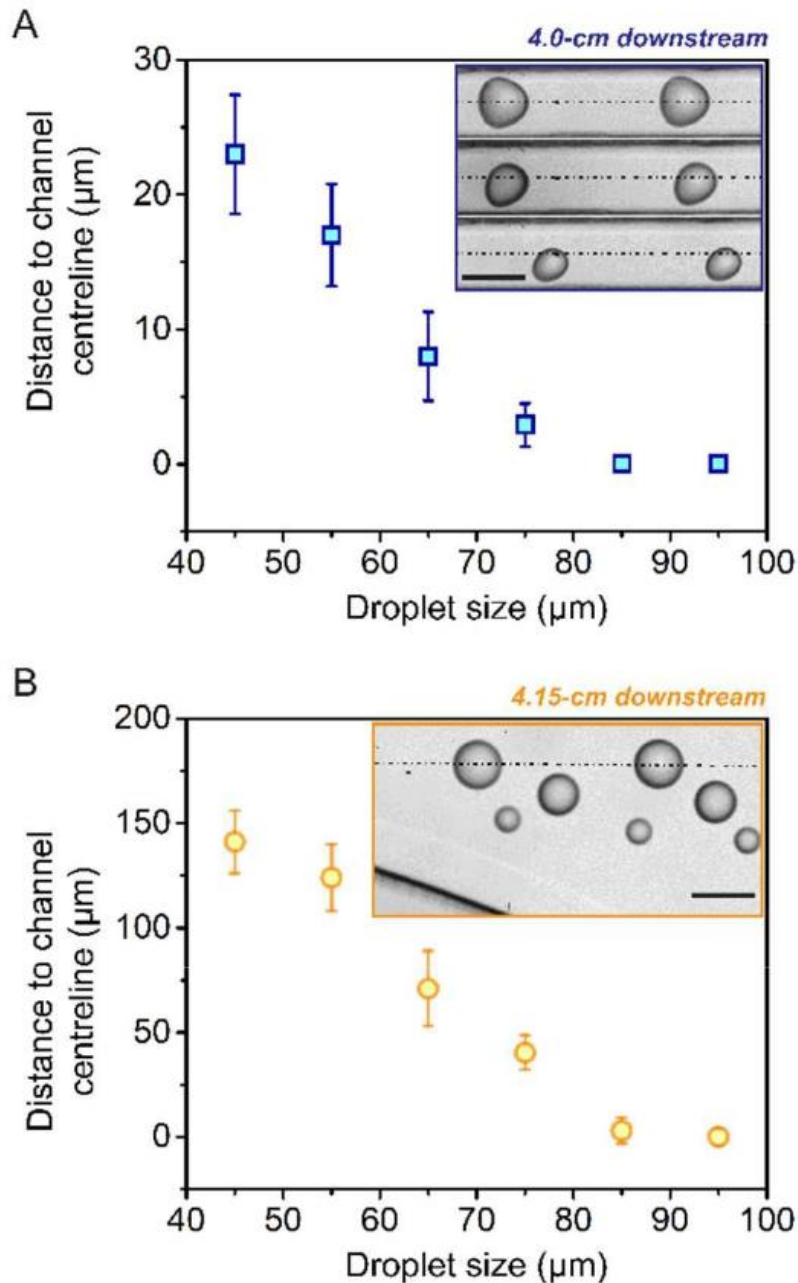 A
4.0-cm downstream
30
20
10
0
Distance to channel
centreline (µm)
40 50 60 70 80 90 100
Droplet size (µm)
B
4.15-cm downstream
200
150
100
50
0
Distance to channel
centreline (µm)
40 50 60 70 80 90 100
Droplet size (µm)